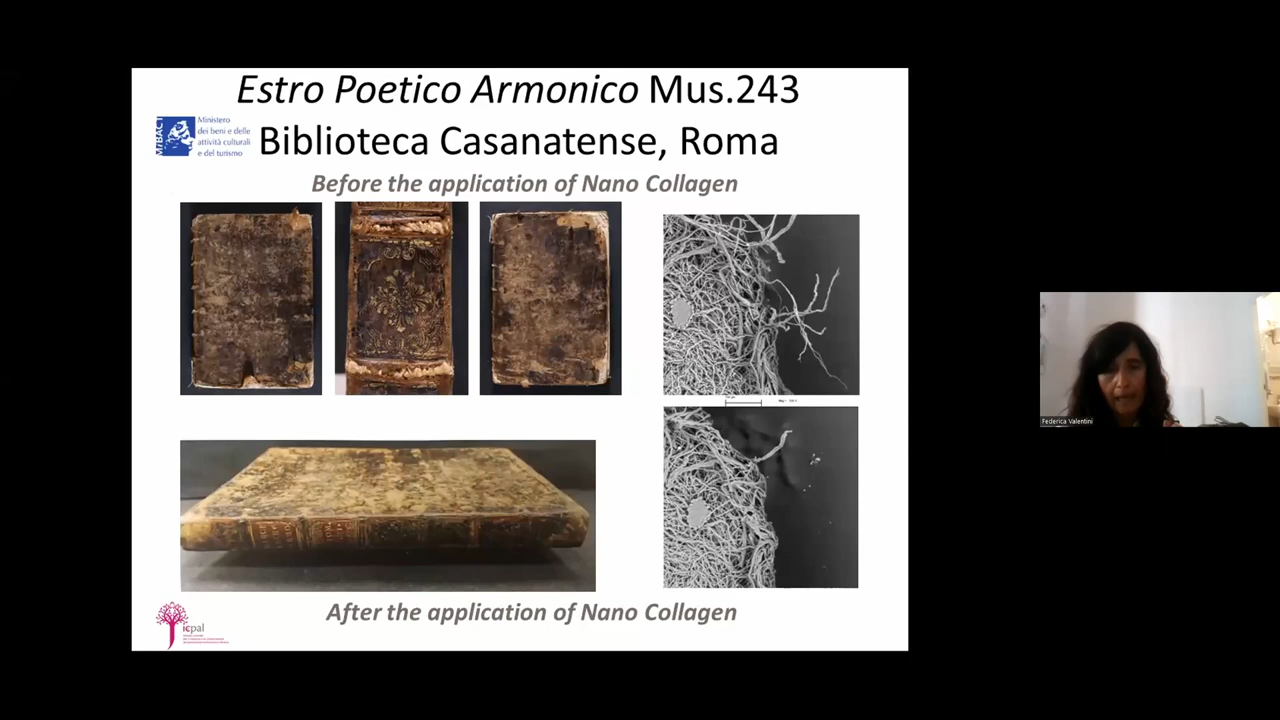 Estro Poetico Armonico Mus.243
Biblioteca Casanatense, Roma
MiBACT
Ministero
dei beni e delle
attività culturali
e del turismo
Before the application of Nano Collagen
After the application of Nano Collagen
icpal
Federica Valentini